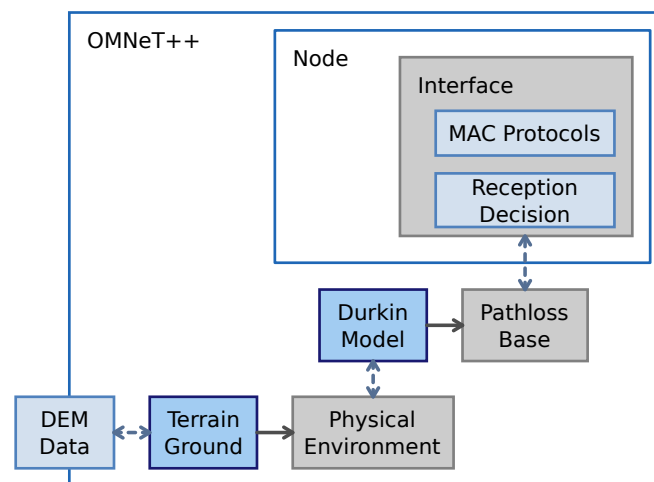 OMNeT++
Node
Interface
MAC Protocols
Reception
Decision
Durkin
Model
Pathloss
Base
DEM
Data
Terrain
Ground
Physical
Environment